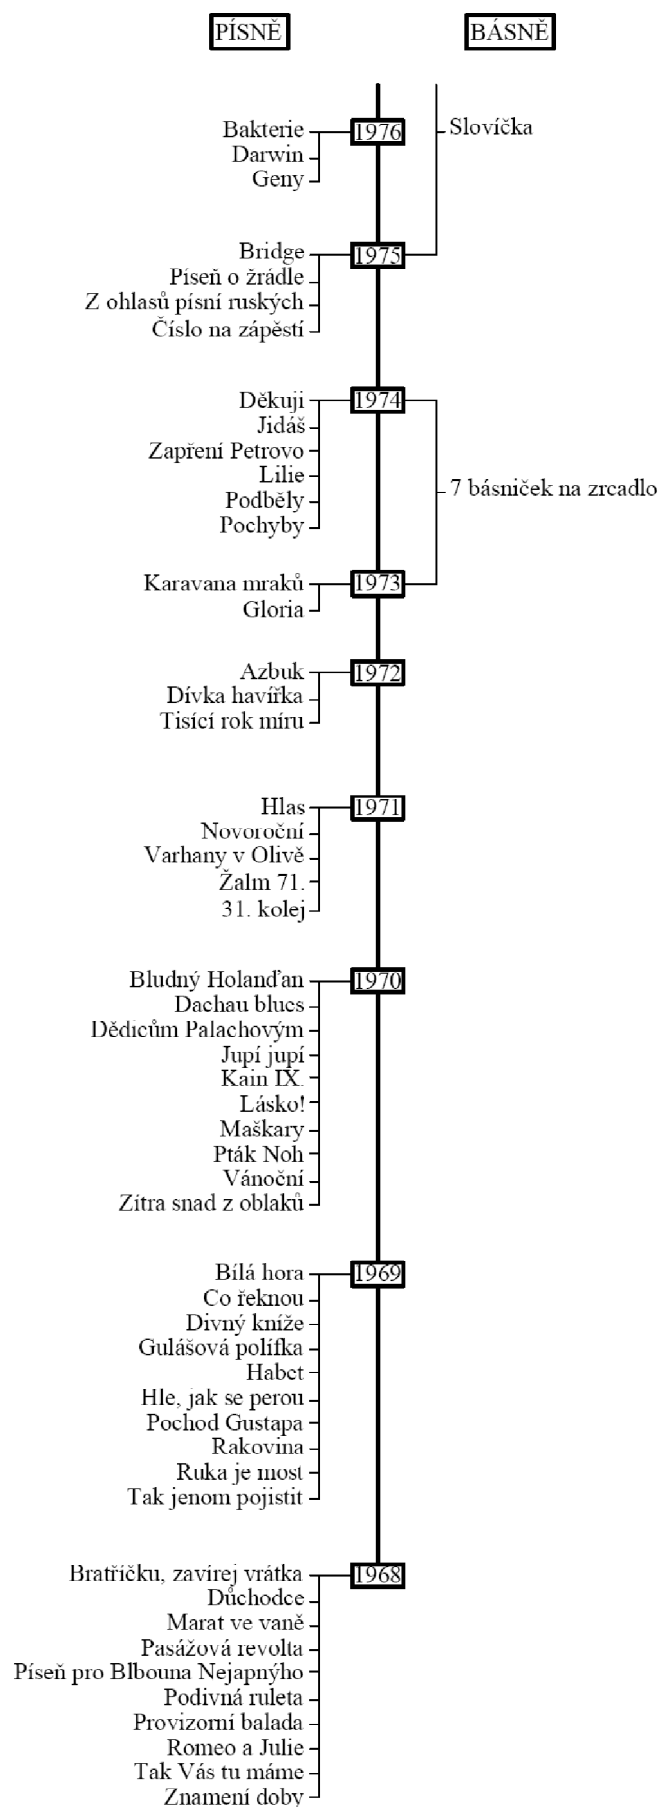 PÍSNĚ
BÁSNĚ
Bakterie
1976
Slovíčka
Darwin
Geny
Bridge
1975
Píseň o žrádle
Z ohlasů písní ruských
Číslo na zápěstí
Děkuji
1974
Jidáš
Zapření Petrovo
Lilie
7 básniček na zrcadlo
Podběly
Pochyby
Karavana mraků
1973
Gloria
Azbuk
1972
Dívka havířka
Tisící rok míru
Hlas
1971
Novoroční
Varhany v Olivě
Žalm 71.
31. kolej
Bludný Holanďan
1970
Dachau blues
Dědicům Palachovým
Jupí jupí
Kain IX.
Lásko!
Maškary
Pták Noh
Vánoční
Zítra snad z oblaků
Bílá hora
1969
Co řeknou
Divný kníže
Gulášová polífka
Habet
Hle, jak se perou
Pochod Gustapa
Rakovina
Ruka je most
Tak jenom pojistit
Bratříčku, zavírej vrátka
1968
Důchodce
Marat ve vaně
Pasážová revolta
Píseň pro Blbouna Nejapnýho
Podivná ruleta
Provizorní balada
Romeo a Julie
Tak Vás tu máme
Znamení doby